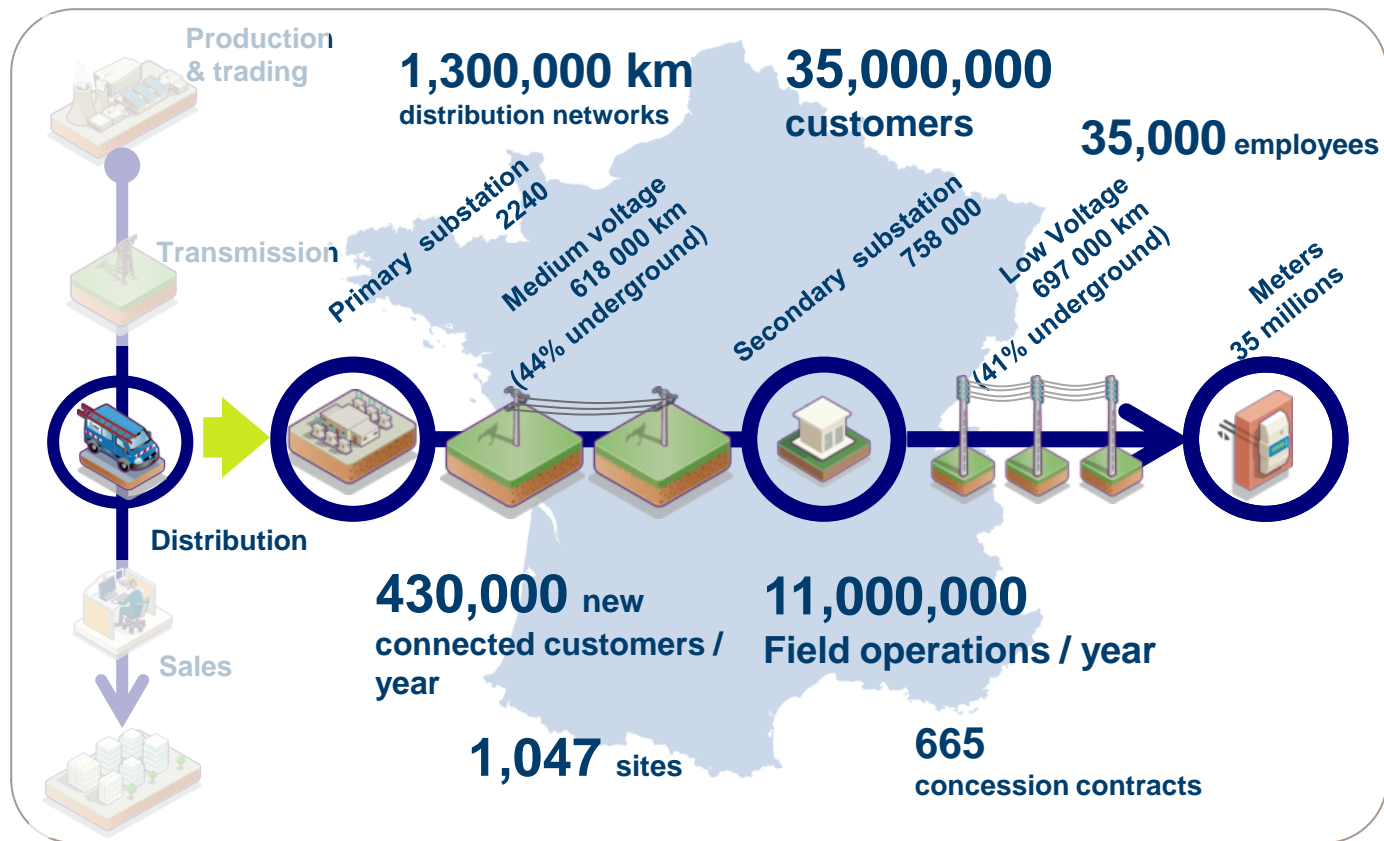 Production
& trading
1,300,000 km
distribution networks
35,000,000
customers
35,000 employees
Transmission
Primary substation
2240
Medium voltage
618 000 km
(44% underground)
Secondary substation
758 000
Low Voltage
697 000 km
(41% underground)
Meters
35 millions
Distribution
430,000 new
connected customers /
year
11,000,000
Field operations / year
Sales
1,047 sites
665
concession contracts